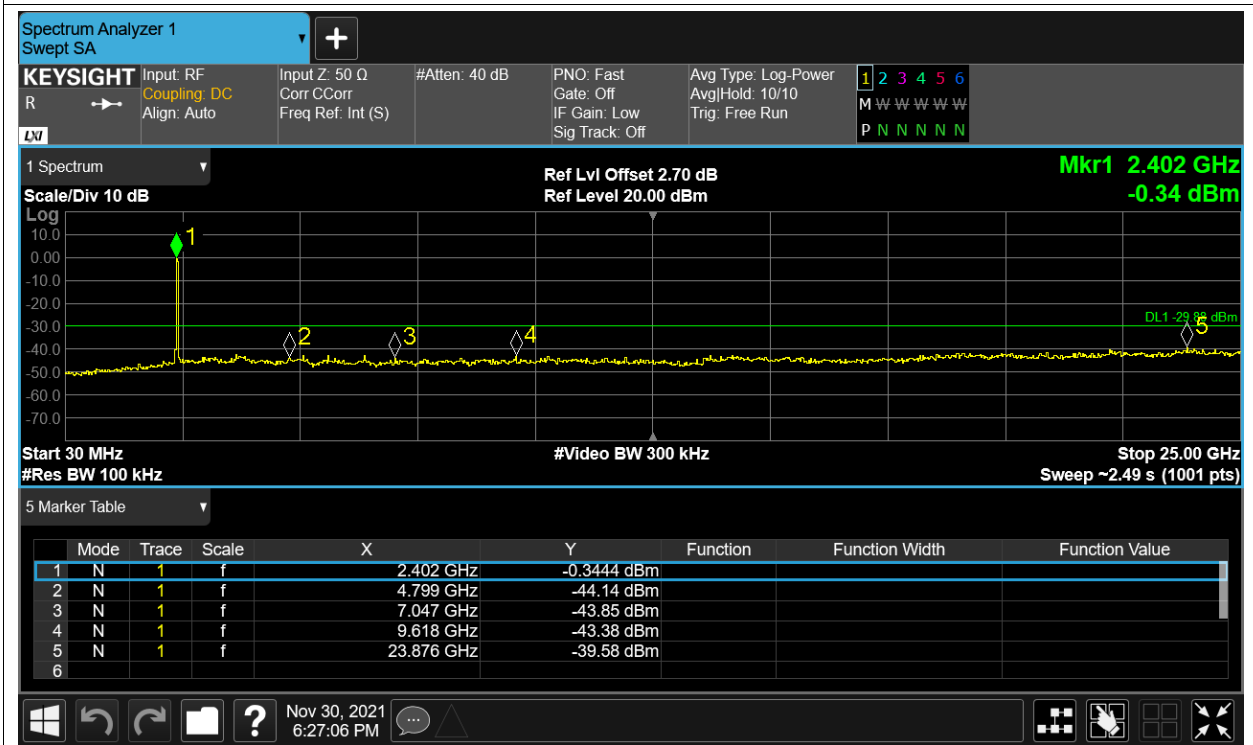 Spectrum Analyzer 1
Swept SA
+
KEYSIGHT Input: RF Input Z: 50 Ω #Atten: 40 dB PNO: Fast Avg Type: Log-Power 1 2 3 4 5 6
R Coupling: DC Corr CCorr Gate: Off Avg|Hold: 10/10 M W W W W W
Align: Auto Freq Ref: Int (S) IF Gain: Low Trig: Free Run
LXI Sig Track: Off P N N N N N
1 Spectrum Ref Lvl Offset 2.70 dB Mkr1 2.402 GHz
Scale/Div 10 dB Ref Level 20.00 dBm -0.34 dBm
Log
10.0 1
0.00
-10.0
-20.0
DL1 -29.88 dBm
-30.0 2 3 4 5
-40.0
-50.0
-60.0
-70.0
Start 30 MHz #Video BW 300 kHz Stop 25.00 GHz
#Res BW 100 kHz Sweep ~2.49 s (1001 pts)
5 Marker Table
Mode Trace Scale X Y Function Function Width Function Value
1 N 1 f 2.402 GHz -0.3444 dBm
2 N 1 f 4.799 GHz -44.14 dBm
3 N 1 f 7.047 GHz -43.85 dBm
4 N 1 f 9.618 GHz -43.38 dBm
5 N 1 f 23.876 GHz -39.58 dBm
6
? Nov 30, 2021
6:27:06 PM